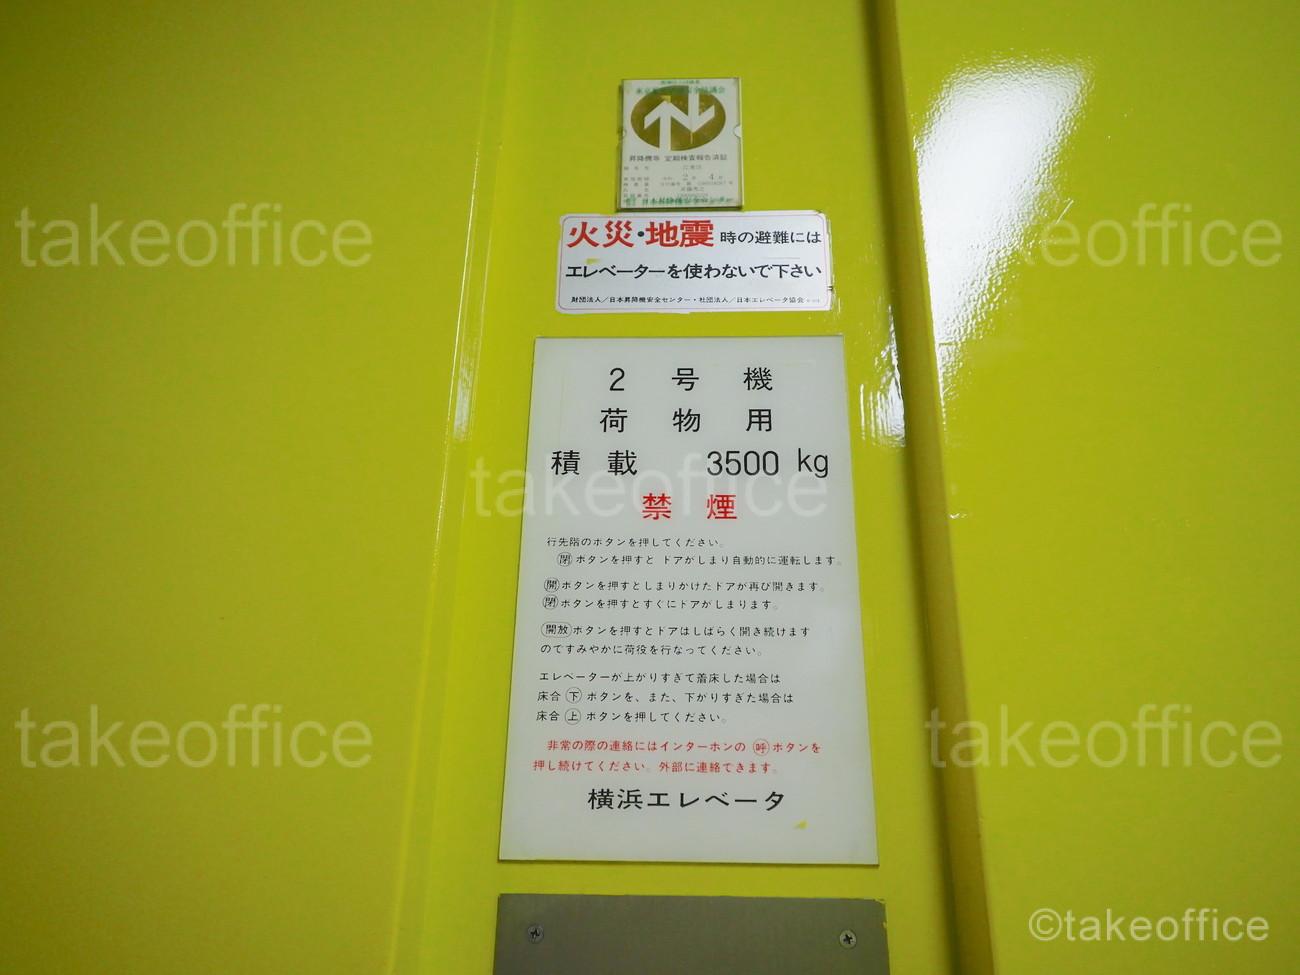 昇降機等 定期検査報告済証
火災・地震 時の避難には
エレベーターを使わないで下さい
財団法人／日本昇降機安全センター・社団法人／日本エレベータ協会
2 号 機
荷 物 用
積 載 3500 kg
禁 煙
行先階のボタンを押してください。
閉 ボタンを押すと ドアがしまり自動的に運転します。
開 ボタンを押すとしまりかけたドアが再び開きます。
閉 ボタンを押すとすぐにドアがしまります。
開放 ボタンを押すとドアはしばらく開き続けます
のですみやかに荷役を行なってください。
エレベーターが上がりすぎて着床した場合は
床合 下 ボタンを、また、下がりすぎた場合は
床合 上 ボタンを押してください。
非常の際の連絡にはインターホンの 呼 ボタンを
押し続けてください。外部に連絡できます。
横浜エレベータ
takeoffice
takeoffice
takeoffice
takeoffice
takeoffice
©takeoffice